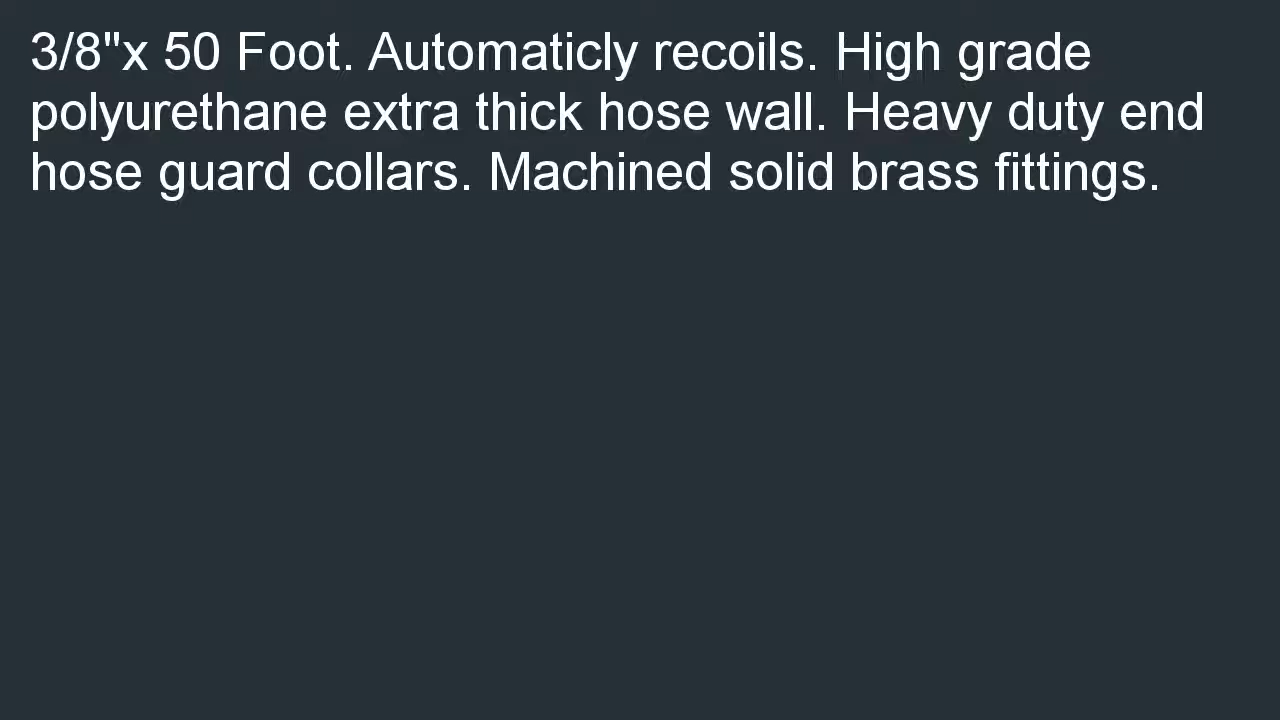 3/8"x 50 Foot. Automaticly recoils. High grade
polyurethane extra thick hose wall. Heavy duty end
hose guard collars. Machined solid brass fittings.